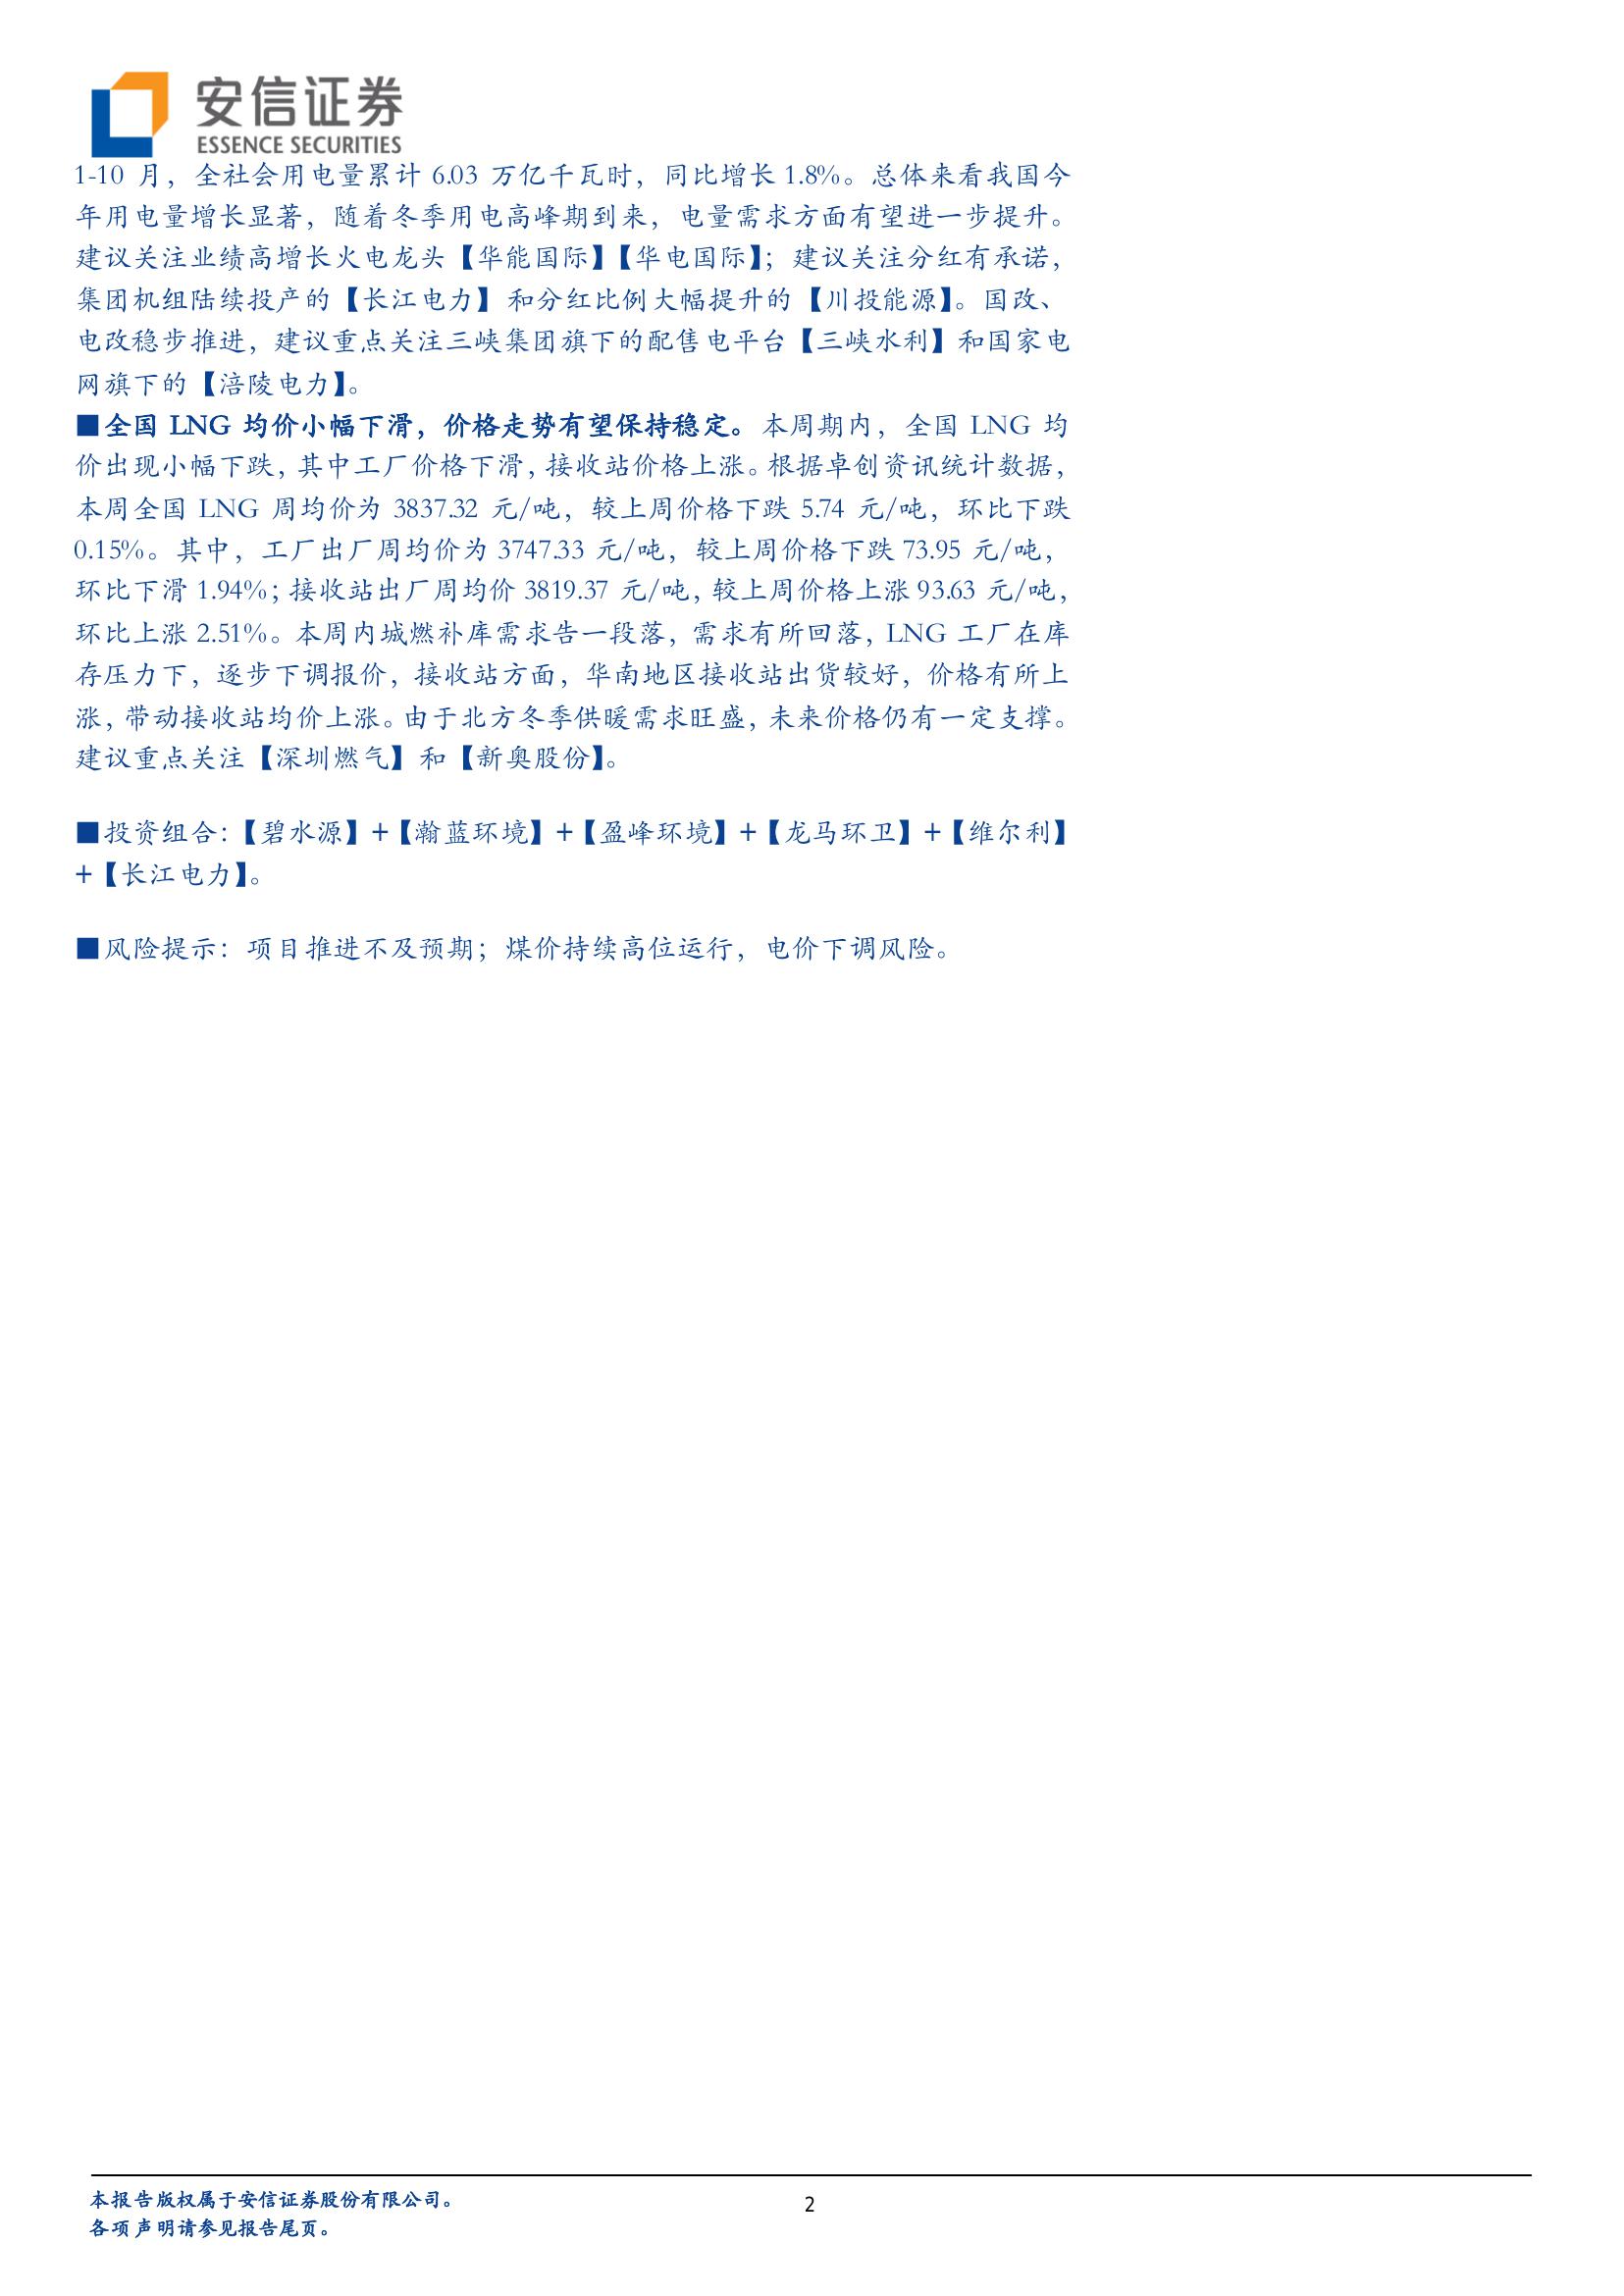 安信证券
ESSENCE SECURITIES
1-10 月，全社会用电量累计 6.03 万亿千瓦时，同比增长 1.8%。总体来看我国今
年用电量增长显著，随着冬季用电高峰期到来，电量需求方面有望进一步提升。
建议关注业绩高增长火电龙头【华能国际】【华电国际】；建议关注分红有承诺，
集团机组陆续投产的【长江电力】和分红比例大幅提升的【川投能源】。国改、
电改稳步推进，建议重点关注三峡集团旗下的配售电平台【三峡水利】和国家电
网旗下的【涪陵电力】。
■全国 LNG 均价小幅下滑，价格走势有望保持稳定。本周期内，全国 LNG 均
价出现小幅下跌，其中工厂价格下滑，接收站价格上涨。根据卓创资讯统计数据，
本周全国 LNG 周均价为 3837.32 元/吨，较上周价格下跌 5.74 元/吨，环比下跌
0.15%。其中，工厂出厂周均价为 3747.33 元/吨，较上周价格下跌 73.95 元/吨，
环比下滑 1.94%；接收站出厂周均价 3819.37 元/吨，较上周价格上涨 93.63 元/吨，
环比上涨 2.51%。本周内城燃补库需求告一段落，需求有所回落，LNG 工厂在库
存压力下，逐步下调报价，接收站方面，华南地区接收站出货较好，价格有所上
涨，带动接收站均价上涨。由于北方冬季供暖需求旺盛，未来价格仍有一定支撑。
建议重点关注【深圳燃气】和【新奥股份】。
■投资组合：【碧水源】+【瀚蓝环境】+【盈峰环境】+【龙马环卫】+【维尔利】
+【长江电力】。
■风险提示：项目推进不及预期；煤价持续高位运行，电价下调风险。
本报告版权属于安信证券股份有限公司。
2
各项声明请参见报告尾页。